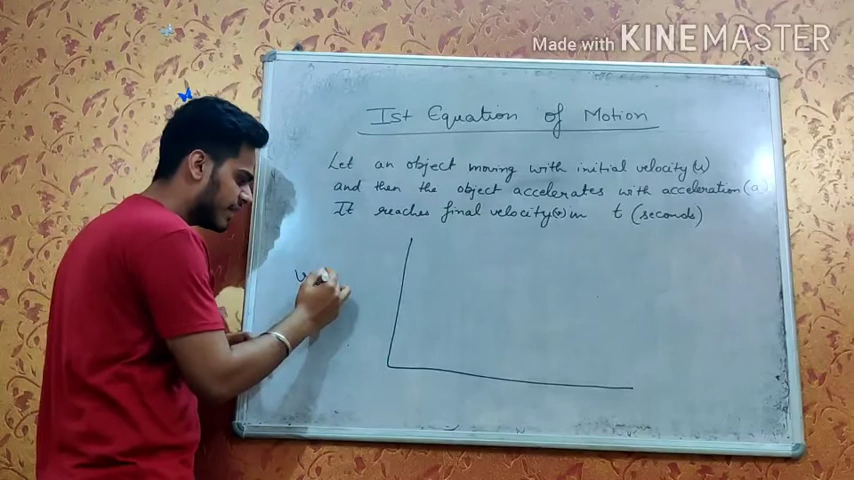 Made with KINEMASTER
Ist Equation of Motion
Let an object moving with initial velocity (u)
and then the object accelerates with acceleration (a)
It reaches final velocity (v) in t (seconds)